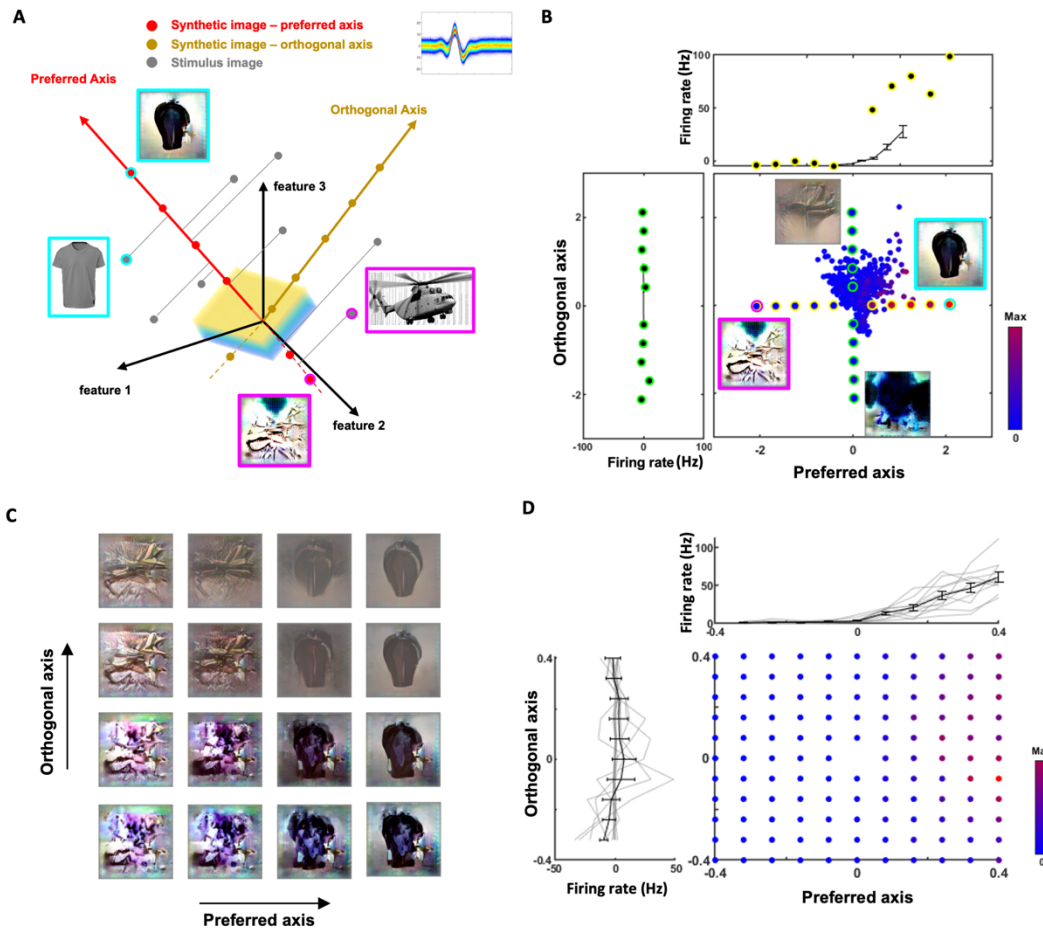 A
Synthetic image – preferred axis
Synthetic image – orthogonal axis
Stimulus image
Preferred Axis
Orthogonal Axis
feature 3
feature 1
feature 2
B
Firing rate (Hz)
100
50
0
Orthogonal axis
2
0
-2
-100
0
100
Firing rate (Hz)
-2
0
2
Preferred axis
Max
0
C
Orthogonal axis
Preferred axis
D
Firing rate (Hz)
100
50
0
-0.4
0
0.4
Orthogonal axis
0.4
0
-0.4
-50
0
50
Firing rate (Hz)
0.4
0
-0.4
-0.4
0
0.4
Preferred axis
Ma
0